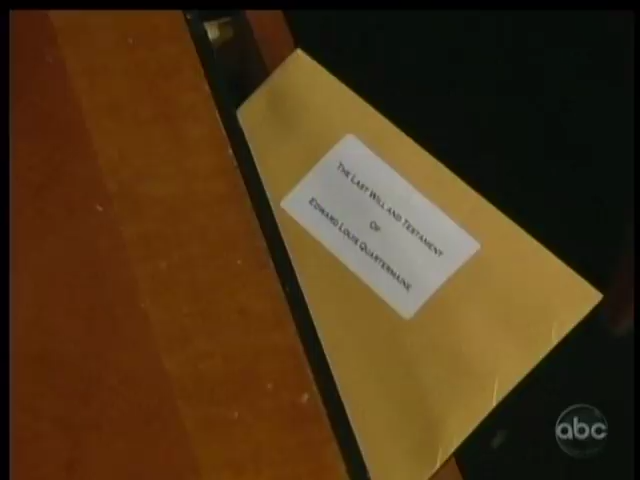 The Last Will and Testament
Of
Edward Louis Quartermaine
abc